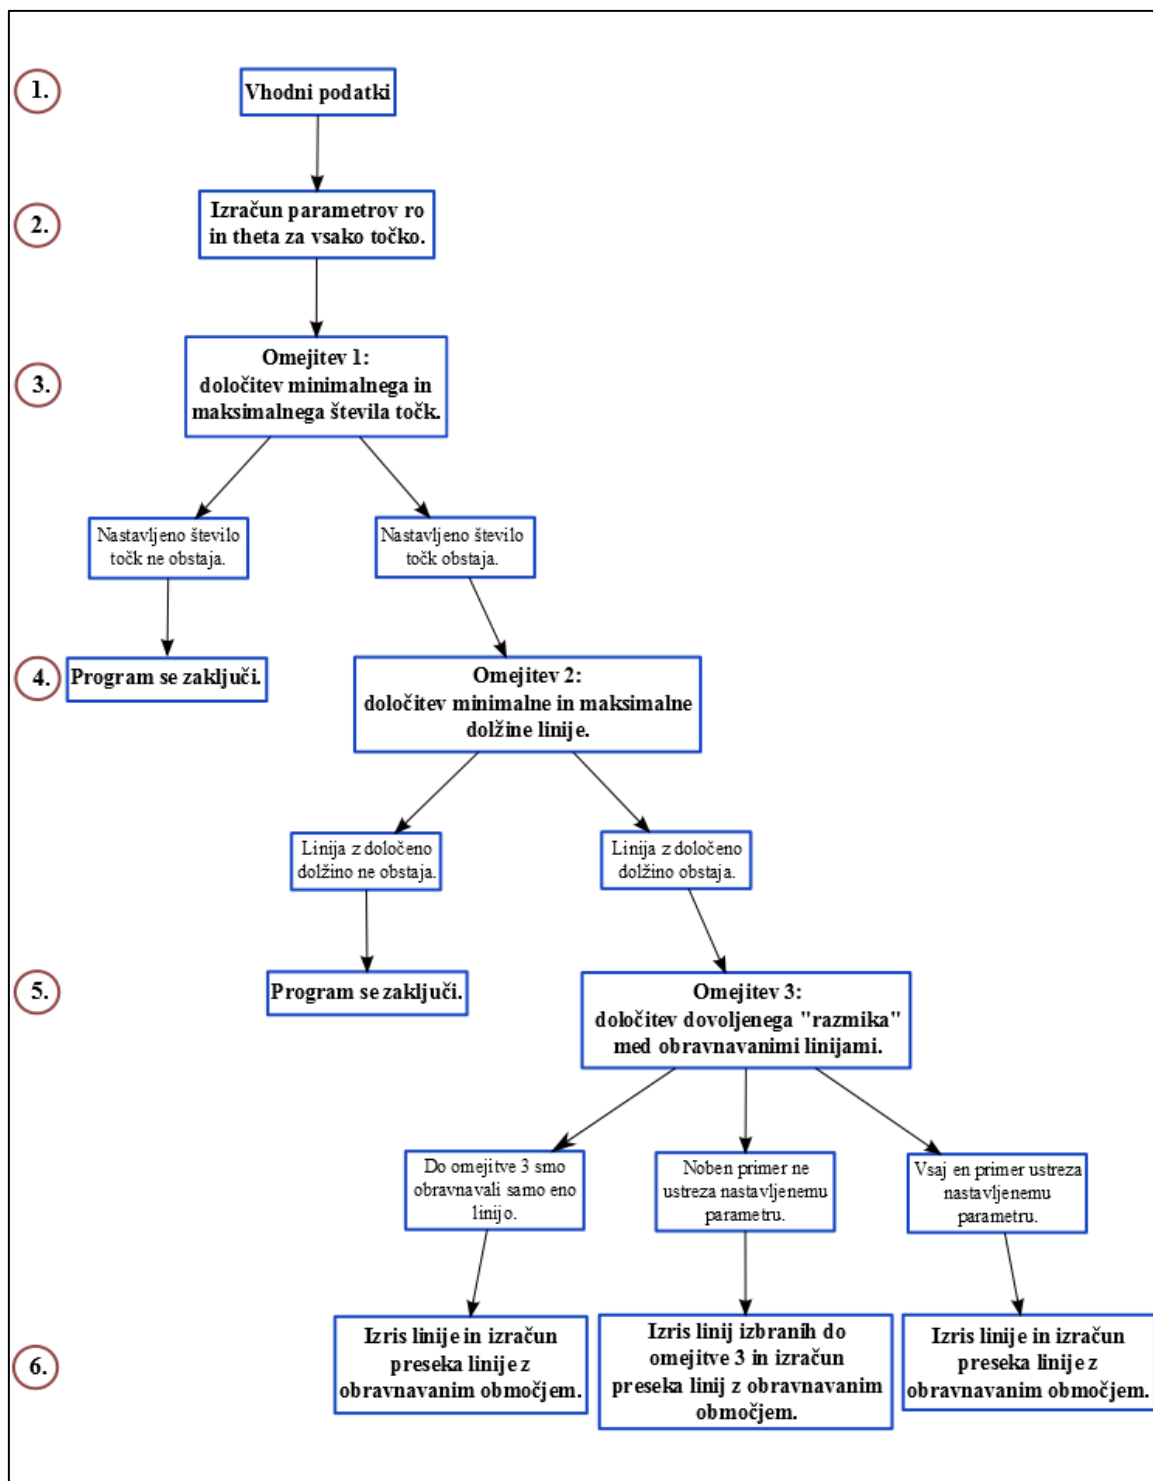 1.
Vhodni podatki
2.
Izračun parametrov ro
in theta za vsako točko.
3.
Omejitev 1:
določitev minimalnega in
maksimalnega števila točk.
Nastavljeno število
točk ne obstaja.
Nastavljeno število
točk obstaja.
4.
Program se zaključi.
Omejitev 2:
določitev minimalne in maksimalne
dolžine linije.
Linija z določeno
dolžino ne obstaja.
Linija z določeno
dolžino obstaja.
5.
Program se zaključi.
Omejitev 3:
določitev dovoljenega "razmika"
med obravnavanimi linijami.
Do omejitve 3 smo
obravnavali samo eno
linijo.
Noben primer ne
ustreza nastavljenemu
parametru.
Vsaj en primer ustreza
nastavljenemu
parametru.
6.
Izris linije in izračun
preseka linije z
obravnavanim območjem.
Izris linij izbranih do
omejitve 3 in izračun
preseka linij z obravnavanim
območjem.
Izris linije in izračun
preseka linije z
obravnavanim območjem.